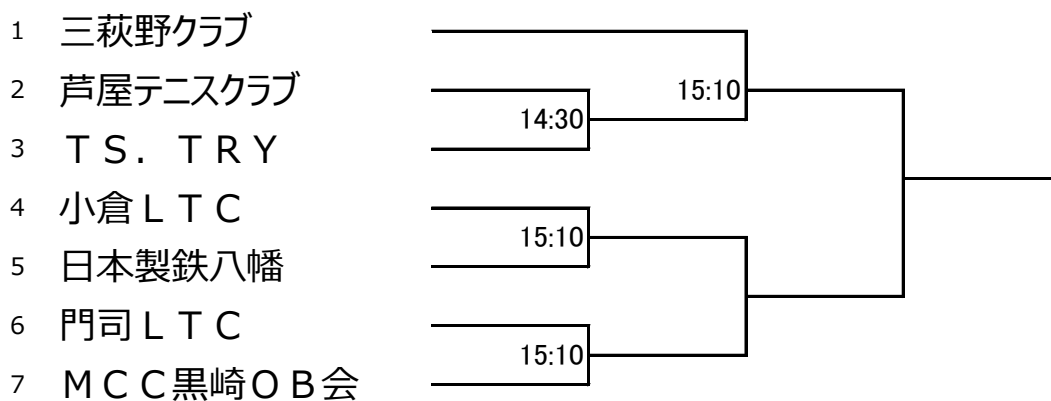 1 三萩野クラブ
2 芦屋テニスクラブ
15:10
14:30
3 ＴＳ．ＴＲＹ
4 小倉ＬＴＣ
15:10
5 日本製鉄八幡
6 門司ＬＴＣ
15:10
7 ＭＣＣ黒崎ＯＢ会